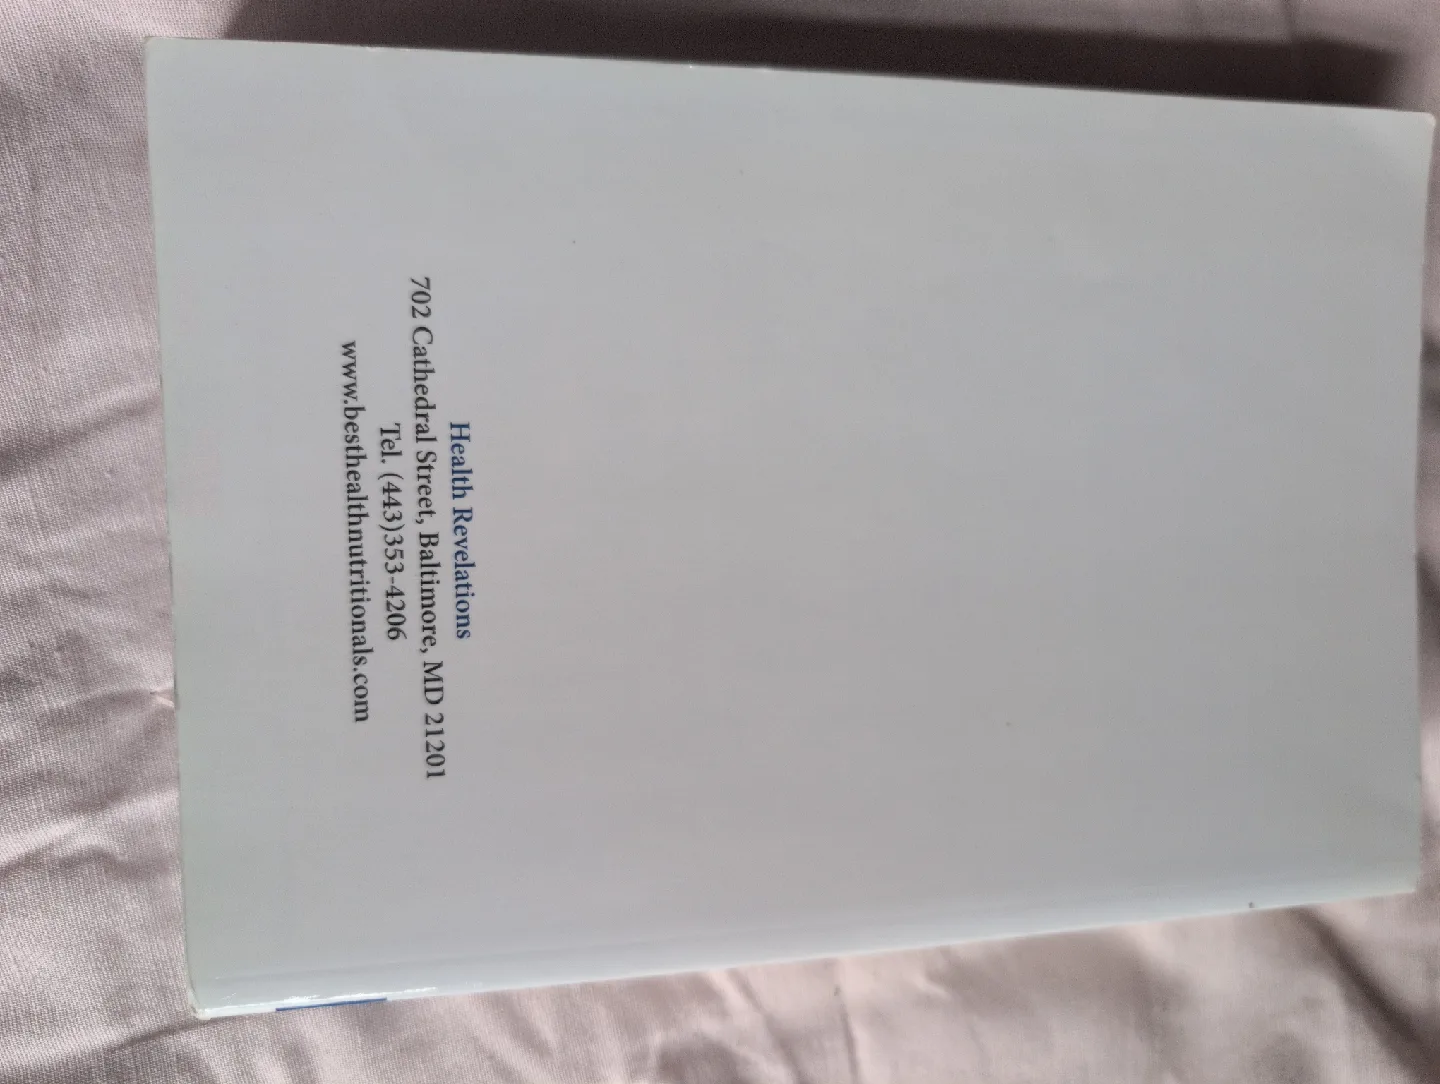 Health Revelations
702 Cathedral Street, Baltimore, MD 21201
Tel. (443)353-4206
www.besthealthnutritionals.com